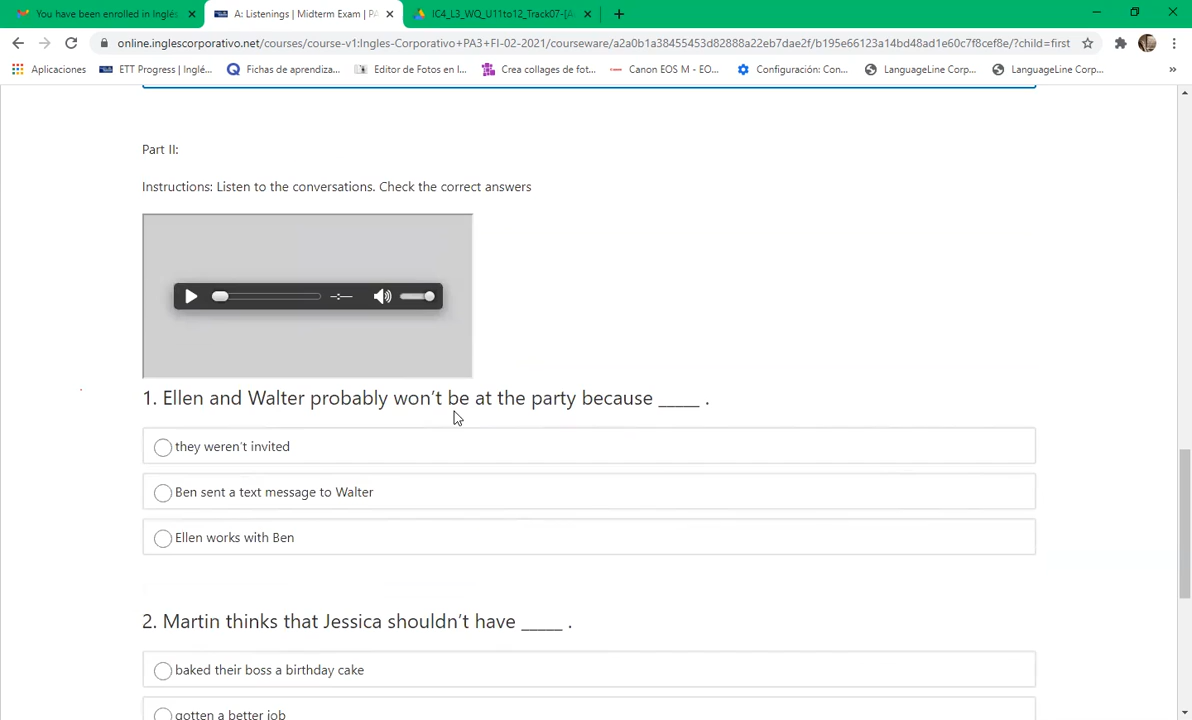 You have been enrolled in Inglés
A: Listenings | Midterm Exam | PA
IC4_L3_WQ_U11to12_Track07-[A
online.inglescorporativo.net/courses/course-v1:Ingles-Corporativo+PA3+FI-02-2021/courseware/a2a0b1a38455453d82888a22eb7dae2f/b195e66123a14bd48ad1e60c7f8cef8e/?child=first
Aplicaciones
ETT Progress | Inglé...
Fichas de aprendiza...
Editor de Fotos en l...
Crea collages de fot...
Canon EOS M - EO...
Configuración: Con...
LanguageLine Corp...
LanguageLine Corp...
Part II:
Instructions: Listen to the conversations. Check the correct answers
1. Ellen and Walter probably won't be at the party because _____ .
they weren't invited
Ben sent a text message to Walter
Ellen works with Ben
2. Martin thinks that Jessica shouldn't have _____ .
baked their boss a birthday cake
gotten a better job